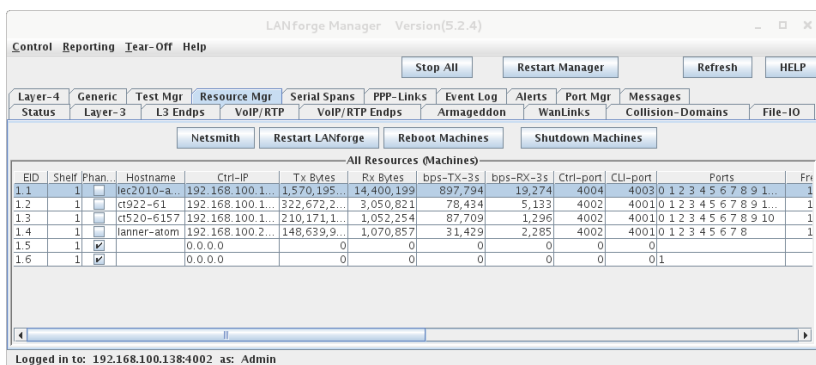 LANforge Manager Version(5.2.4)
Control Reporting Tear-Off Help
Stop All Restart Manager Refresh HELP
Layer-4 Generic Test Mgr Resource Mgr Serial Spans PPP-Links Event Log Alerts Port Mgr Messages
Status Layer-3 L3 Endps VoIP/RTP VoIP/RTP Endps Armageddon WanLinks Collision-Domains File-IO
Netsmith Restart LANforge Reboot Machines Shutdown Machines
All Resources (Machines)
EID Shelf Phan... Hostname Ctrl-IP Tx Bytes Rx Bytes bps-TX-3s bps-RX-3s Ctrl-port CLI-port Ports Fre
1.1 1 lec2010-a... 192.168.100.1... 1,570,195... 14,400,199 897,794 19,274 4004 4003 0 1 2 3 4 5 6 7 8 9 1... 1
1.2 1 ct922-61 192.168.100.1... 322,672,2... 3,050,821 78,434 5,133 4002 4001 0 1 2 3 4 5 6 7 8 9 1... 1
1.3 1 ct520-6157 192.168.100.1... 210,171,1... 1,052,254 87,709 1,296 4002 4001 0 1 2 3 4 5 6 7 8 9 10 1
1.4 1 lanner-atom 192.168.100.2... 148,639,9... 1,070,857 31,429 2,285 4002 4001 0 1 2 3 4 5 6 7 8 1
1.5 1 0.0.0.0 0 0 0 0 0 0
1.6 1 0.0.0.0 0 0 0 0 0 0 1
Logged in to: 192.168.100.138:4002 as: Admin